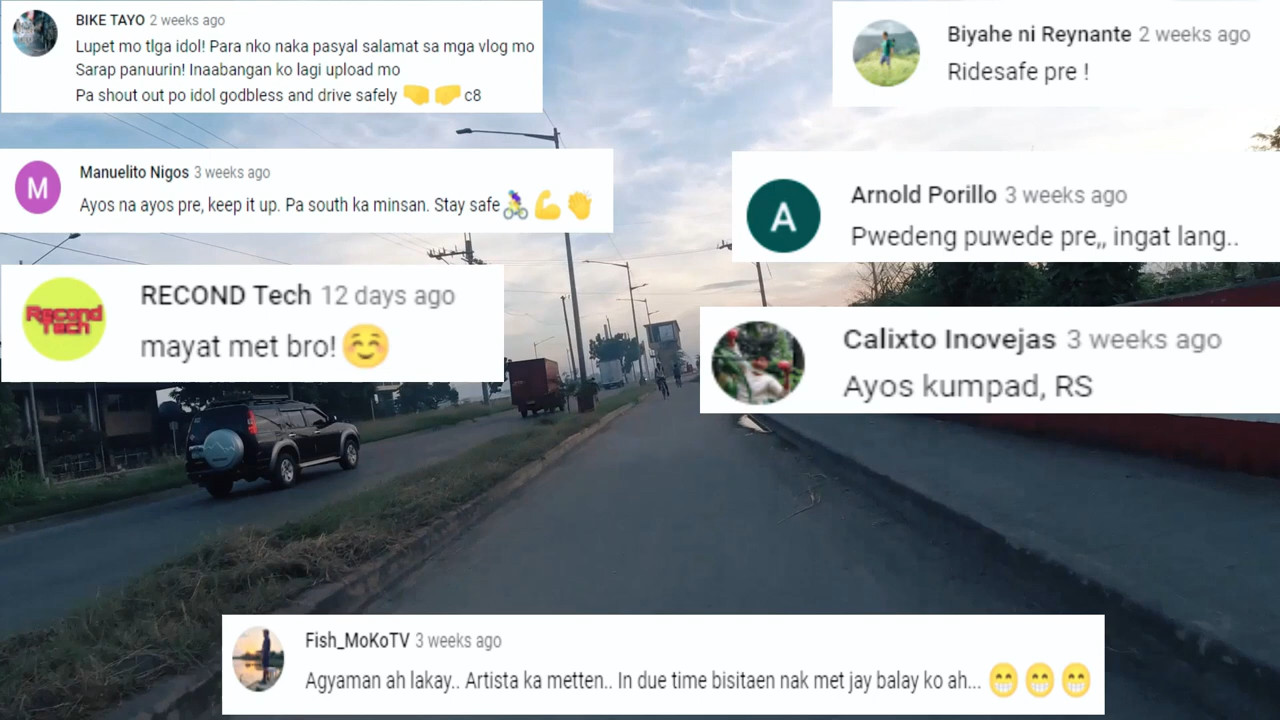 BIKE TAYO 2 weeks ago
Lupet mo tlga idol! Para nko naka pasyal salamat sa mga vlog mo
Sarap panuurin! Inaabangan ko lagi upload mo
Pa shout out po idol godbless and drive safely 🤜 🤛 c8
Biyahe ni Reynante 2 weeks ago
Ridesafe pre !
M
Manuelito Nigos 3 weeks ago
Ayos na ayos pre, keep it up. Pa south ka minsan. Stay safe 🚴‍♀️ 💪 👏
A
Arnold Porillo 3 weeks ago
Pwedeng puwede pre,, ingat lang..
Recond
Tech
RECOND Tech 12 days ago
mayat met bro! ☺️
Calixto Inovejas 3 weeks ago
Ayos kumpad, RS
Fish_MoKoTV 3 weeks ago
Agyaman ah lakay.. Artista ka metten.. In due time bisitaen nak met jay balay ko ah... 😁 😁 😁